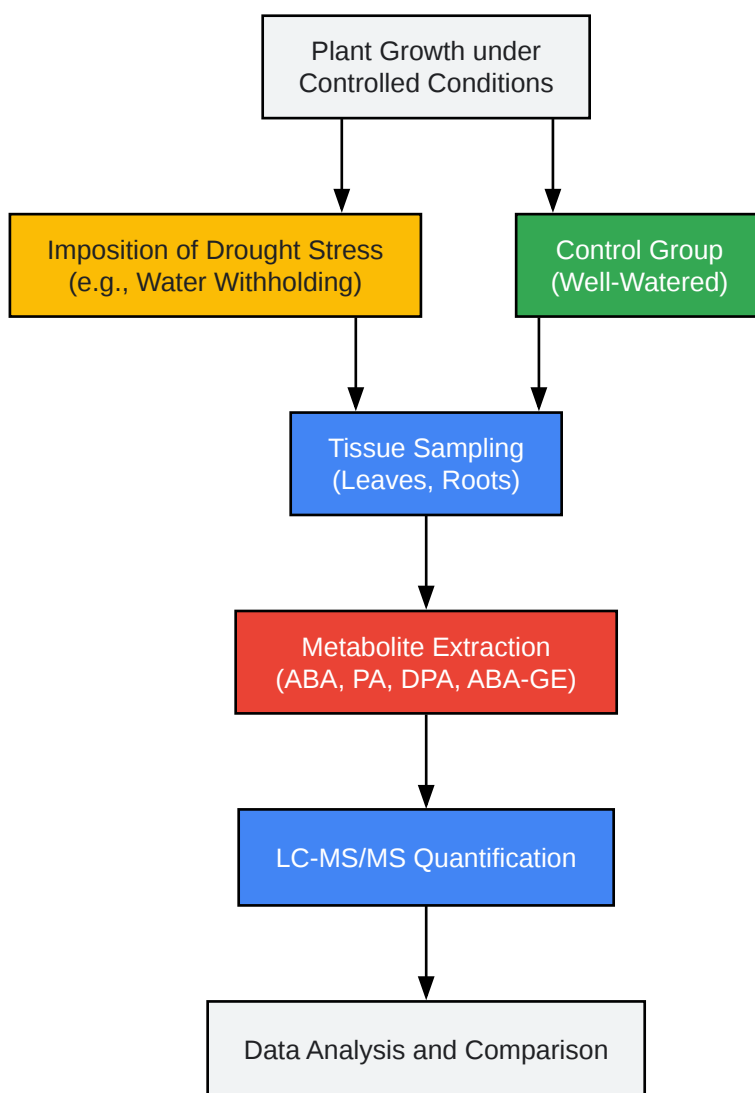 Plant Growth under
Controlled Conditions
Imposition of Drought Stress
(e.g., Water Withholding)
Control Group
(Well-Watered)
Tissue Sampling
(Leaves, Roots)
Metabolite Extraction
(ABA, PA, DPA, ABA-GE)
LC-MS/MS Quantification
Data Analysis and Comparison